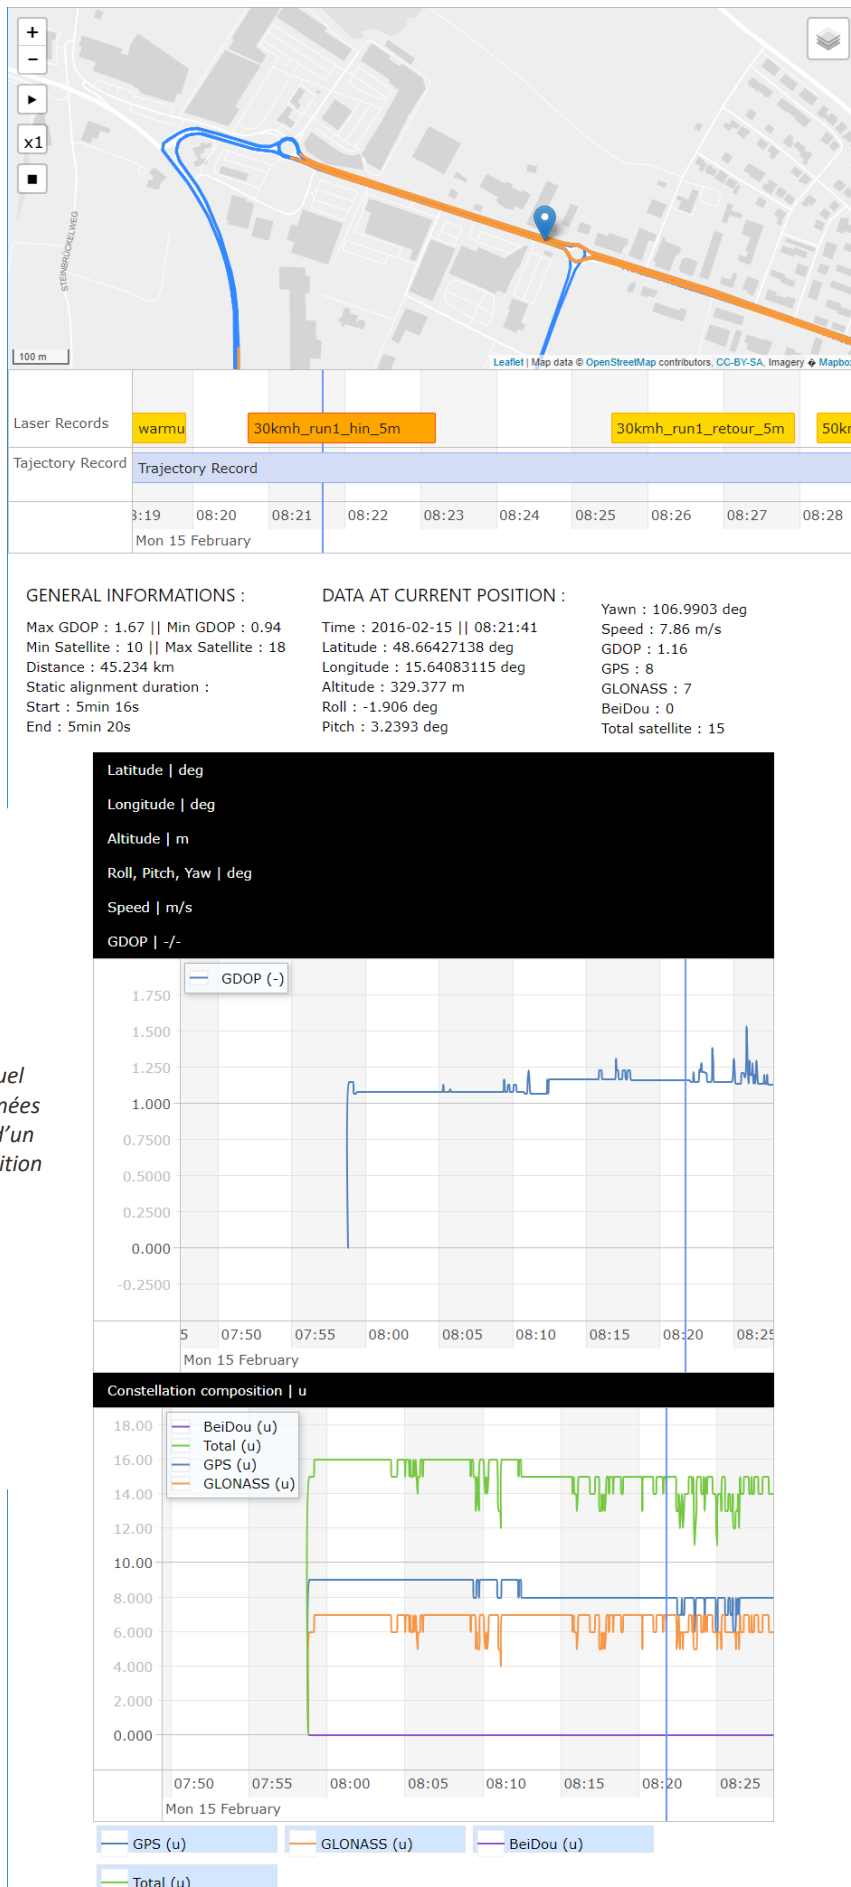 +
−
x1
STEINBRÜCKELWEG
100 m
Leaflet | Map data © OpenStreetMap contributors, CC-BY-SA, Imagery � Mapbox
Laser Records
warmu
30kmh_run1_hin_5m
30kmh_run1_retour_5m
50k
Tajectory Record
Trajectory Record
3:19 08:20 08:21 08:22 08:23 08:24 08:25 08:26 08:27 08:28
Mon 15 February
GENERAL INFORMATIONS :
Max GDOP : 1.67 || Min GDOP : 0.94
Min Satellite : 10 || Max Satellite : 18
Distance : 45.234 km
Static alignment duration :
Start : 5min 16s
End : 5min 20s
DATA AT CURRENT POSITION :
Time : 2016-02-15 || 08:21:41
Latitude : 48.66427138 deg
Longitude : 15.64083115 deg
Altitude : 329.377 m
Roll : -1.906 deg
Pitch : 3.2393 deg
Yawn : 106.9903 deg
Speed : 7.86 m/s
GDOP : 1.16
GPS : 8
GLONASS : 7
BeiDou : 0
Total satellite : 15
Latitude | deg
Longitude | deg
Altitude | m
Roll, Pitch, Yaw | deg
Speed | m/s
GDOP | -/-
GDOP (-)
1.750
1.500
1.250
1.000
0.7500
0.5000
0.2500
0.000
-0.2500
5 07:50 07:55 08:00 08:05 08:10 08:15 08:20 08:25
Mon 15 February
uel
nées
d'un
ition
Constellation composition | u
BeiDou (u)
Total (u)
GPS (u)
GLONASS (u)
18.00
16.00
14.00
12.00
10.00
8.000
6.000
4.000
2.000
0.000
07:50 07:55 08:00 08:05 08:10 08:15 08:20 08:25
Mon 15 February
GPS (u) GLONASS (u) BeiDou (u)
Total (u)